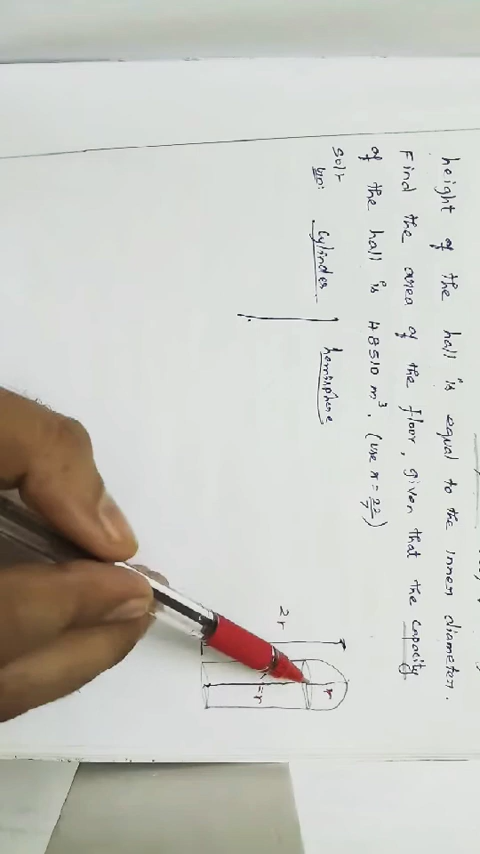 height of the hall is equal to the inner diameter.
Find the area of the floor, given that the capacity
of the hall is 48510 m³. (use π = 22/7)
Cylinder
hemisphere
2r
r
=r